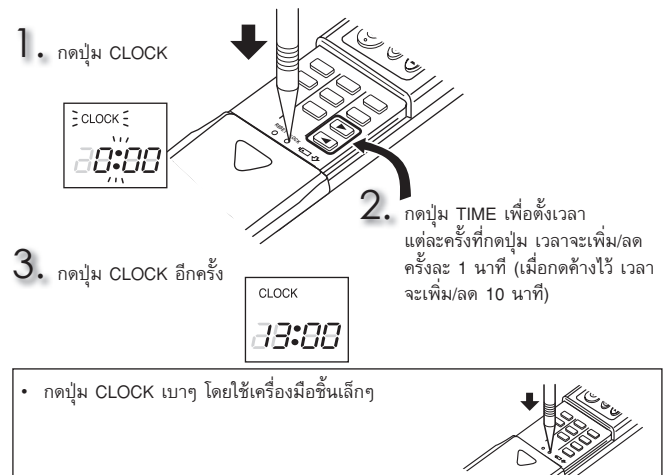 1. กดปุ่ม CLOCK
CLOCK
0:00
RESET CLOCK
2. กดปุ่ม TIME เพื่อตั้งเวลา
แต่ละครั้งที่กดปุ่ม เวลาจะเพิ่ม/ลด
ครั้งละ 1 นาที (เมื่อกดค้างไว้ เวลา
จะเพิ่ม/ลด 10 นาที)
3. กดปุ่ม CLOCK อีกครั้ง
CLOCK
13:00
• กดปุ่ม CLOCK เบาๆ โดยใช้เครื่องมือชิ้นเล็กๆ